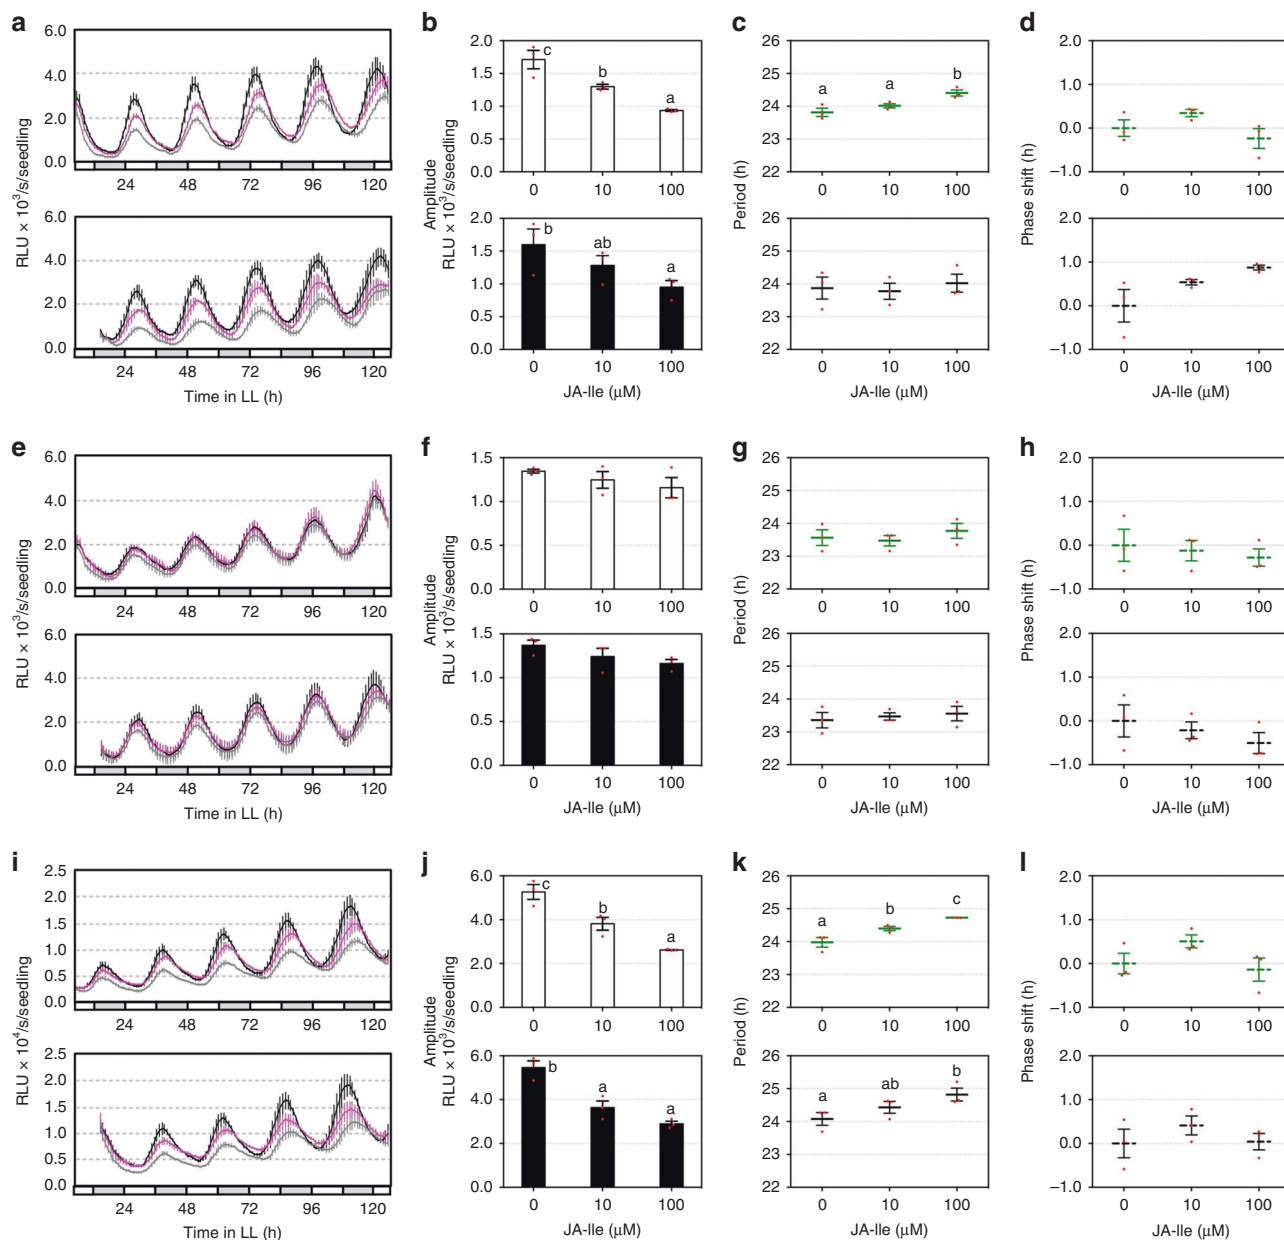 a
6.0
4.0
2.0
0.0
24 48 72 96 120
6.0
4.0
2.0
0.0
24 48 72 96 120
RLU × 10³/s/seedling
Time in LL (h)
b
2.0
1.5
1.0
0.5
0.0
c
b
a
0 10 100
2.0
1.5
1.0
0.5
0.0
b
ab
a
0 10 100
Amplitude
RLU × 10³/s/seedling
JA-Ile (μM)
c
26
25
24
23
22
a
a
b
0 10 100
26
25
24
23
22
0 10 100
Period (h)
JA-Ile (μM)
d
2.0
1.0
0.0
−1.0
0 10 100
2.0
1.0
0.0
−1.0
0 10 100
Phase shift (h)
JA-Ile (μM)
e
6.0
4.0
2.0
0.0
24 48 72 96 120
6.0
4.0
2.0
0.0
24 48 72 96 120
RLU × 10³/s/seedling
Time in LL (h)
f
1.5
1.0
0.5
0.0
0 10 100
1.5
1.0
0.5
0.0
0 10 100
Amplitude
RLU × 10³/s/seedling
JA-Ile (μM)
g
26
25
24
23
22
0 10 100
26
25
24
23
22
0 10 100
Period (h)
JA-Ile (μM)
h
2.0
1.0
0.0
−1.0
0 10 100
2.0
1.0
0.0
−1.0
0 10 100
Phase shift (h)
JA-Ile (μM)
i
2.5
2.0
1.5
1.0
0.5
0.0
24 48 72 96 120
2.5
2.0
1.5
1.0
0.5
0.0
24 48 72 96 120
RLU × 10⁴/s/seedling
Time in LL (h)
j
6.0
4.0
2.0
0.0
c
b
a
0 10 100
6.0
4.0
2.0
0.0
b
a
a
0 10 100
Amplitude
RLU × 10³/s/seedling
JA-Ile (μM)
k
26
25
24
23
22
a
b
c
0 10 100
26
25
24
23
22
a
ab
b
0 10 100
Period (h)
JA-Ile (μM)
l
2.0
1.0
0.0
−1.0
0 10 100
2.0
1.0
0.0
−1.0
0 10 100
Phase shift (h)
JA-Ile (μM)